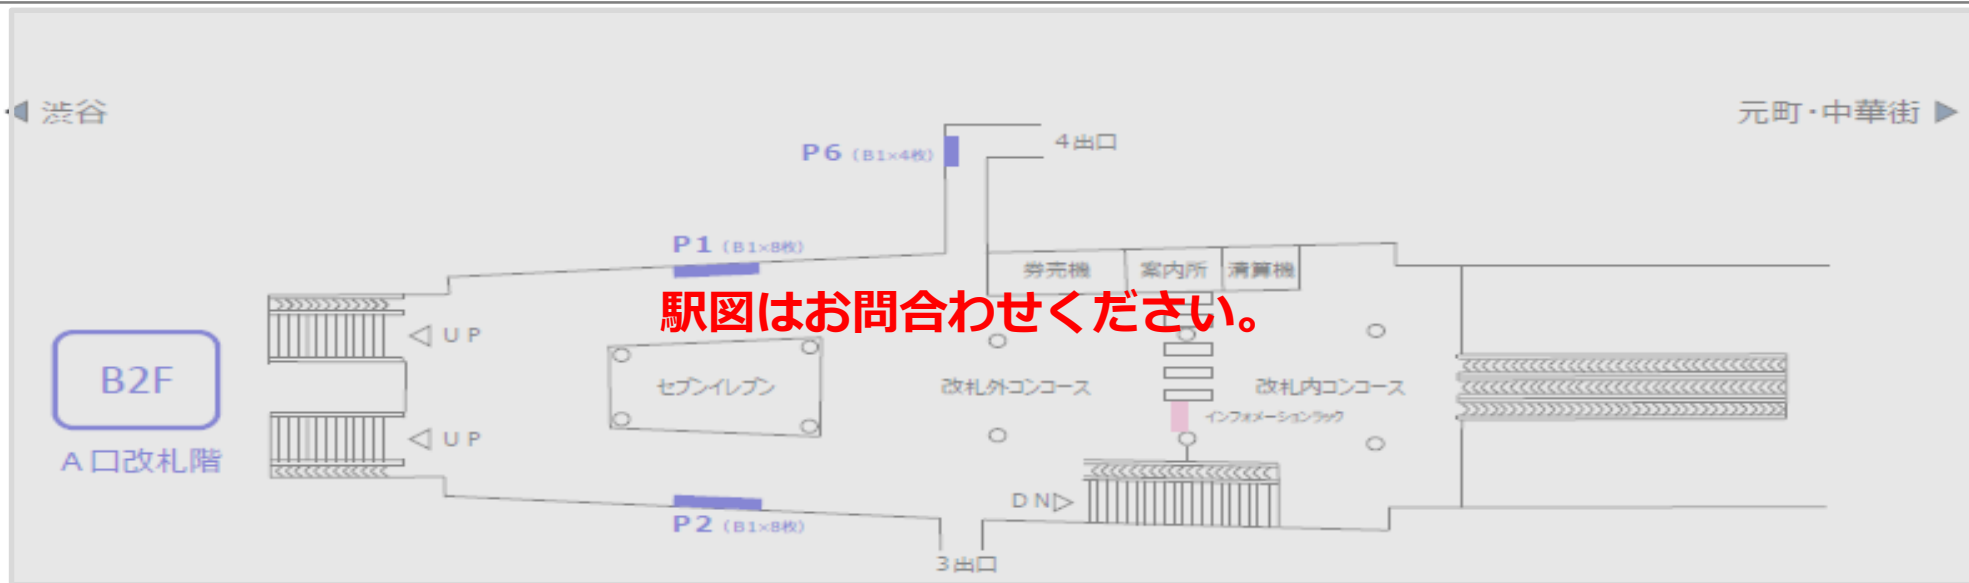 渋谷
元町・中華街
4出口
P6 (B1×4枚)
P1 (B1×8枚)
券売機
案内所
清算機
駅図はお問合わせください。
UP
B2F
セブンイレブン
改札外コンコース
改札内コンコース
インフォメーションラック
UP
A口改札階
DN
P2 (B1×8枚)
3出口